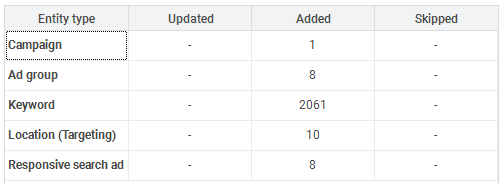 Entity type Updated Added Skipped
Campaign - 1 -
Ad group - 8 -
Keyword - 2061 -
Location (Targeting) - 10 -
Responsive search ad - 8 -